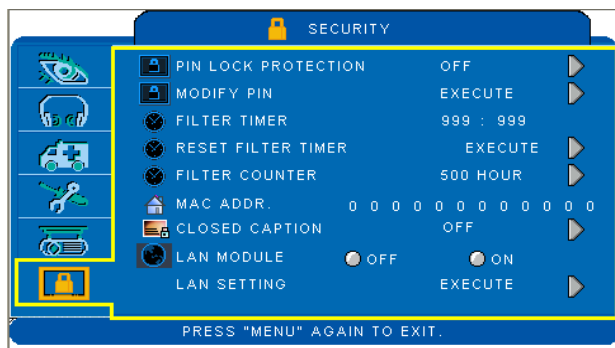 SECURITY
PIN LOCK PROTECTION OFF
MODIFY PIN EXECUTE
FILTER TIMER 999 : 999
RESET FILTER TIMER EXECUTE
FILTER COUNTER 500 HOUR
MAC ADDR. 0 0 0 0 0 0 0 0 0 0 0 0
CLOSED CAPTION OFF
LAN MODULE OFF ON
LAN SETTING EXECUTE
PRESS "MENU" AGAIN TO EXIT.